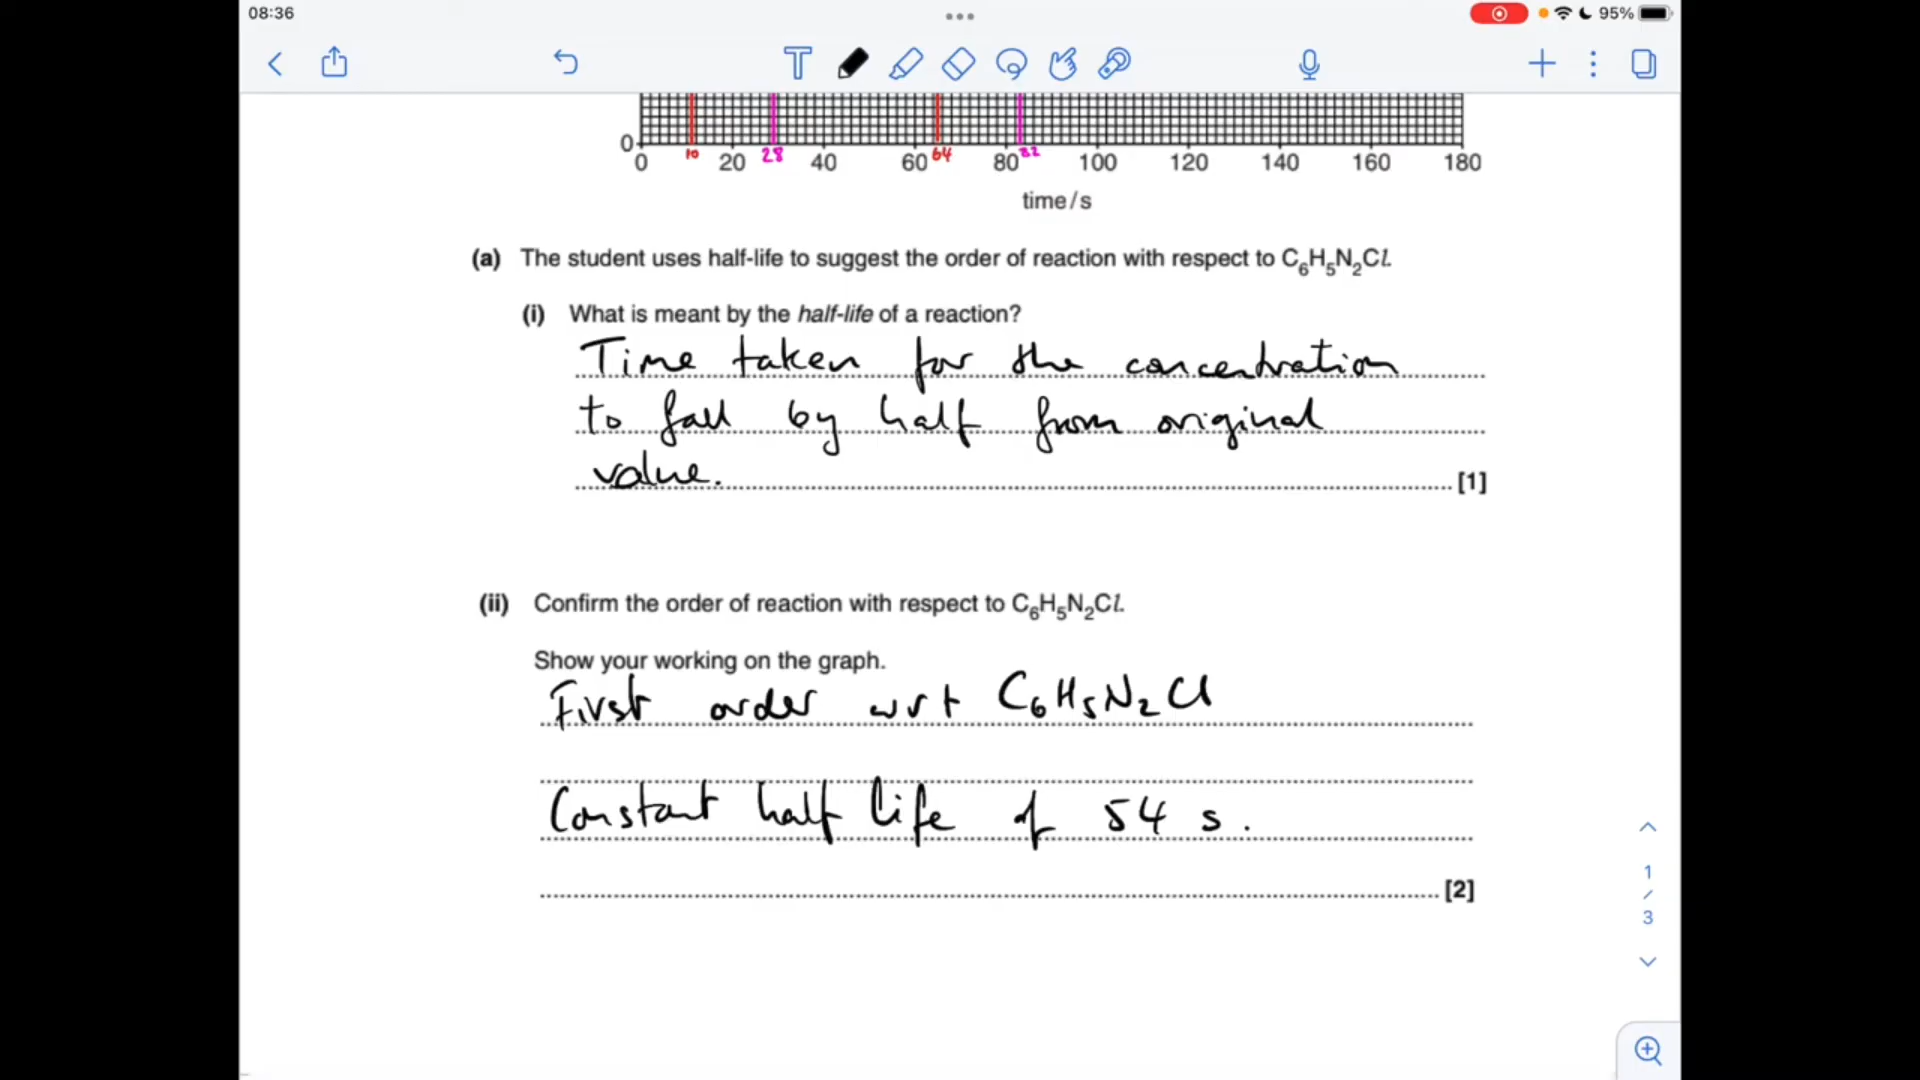 08:36
95%
0
0 20 40 60 80 100 120 140 160 180
10 28 64 82
time/s
(a) The student uses half-life to suggest the order of reaction with respect to C₆H₅N₂Cl.
(i) What is meant by the half-life of a reaction?
Time taken for the concentration
to fall by half from original
value. [1]
(ii) Confirm the order of reaction with respect to C₆H₅N₂Cl.
Show your working on the graph.
First order wrt C₆H₅N₂Cl
Constant half life of 54 s.
[2]
1
/
3